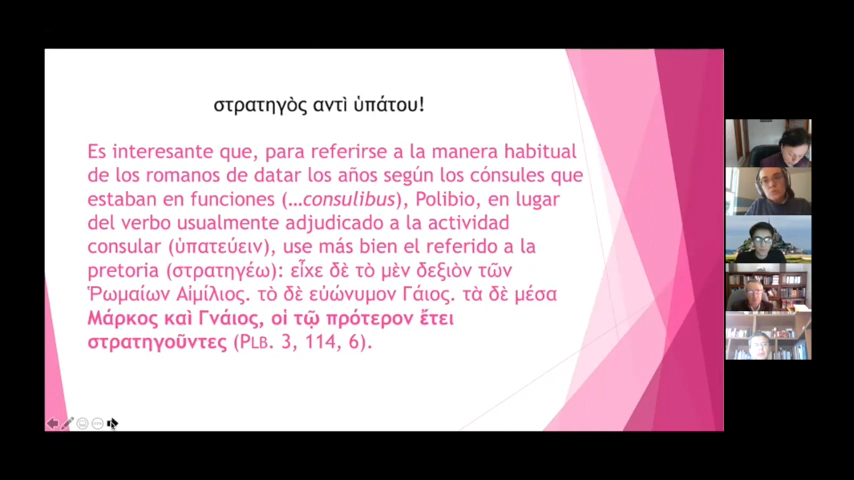 στρατηγὸς αντὶ ὑπάτου!
Es interesante que, para referirse a la manera habitual
de los romanos de datar los años según los cónsules que
estaban en funciones (…consulibus), Polibio, en lugar
del verbo usualmente adjudicado a la actividad
consular (ὑπατεύειν), use más bien el referido a la
pretoria (στρατηγέω): εἶχε δὲ τὸ μὲν δεξιὸν τῶν
Ῥωμαίων Αἰμίλιος. τὸ δὲ εὐώνυμον Γάιος. τὰ δὲ μέσα
Μάρκος καὶ Γνάιος, οἱ τῷ πρότερον ἔτει
στρατηγοῦντες (PLB. 3, 114, 6).